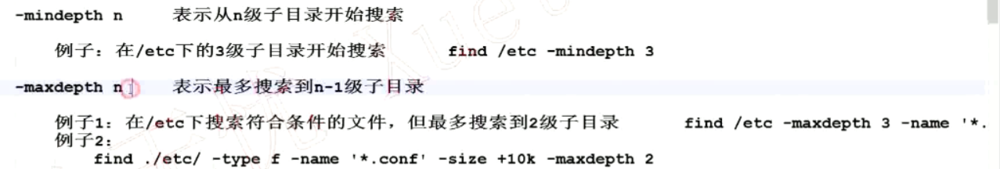 -mindepth n 表示从n级子目录开始搜索
例子：在/etc下的3级子目录开始搜索 find /etc -mindepth 3
-maxdepth n 表示最多搜索到n-1级子目录
例子1：在/etc下搜索符合条件的文件，但最多搜索到2级子目录 find /etc -maxdepth 3 -name '*.
例子2：
find ./etc/ -type f -name '*.conf' -size +10k -maxdepth 2